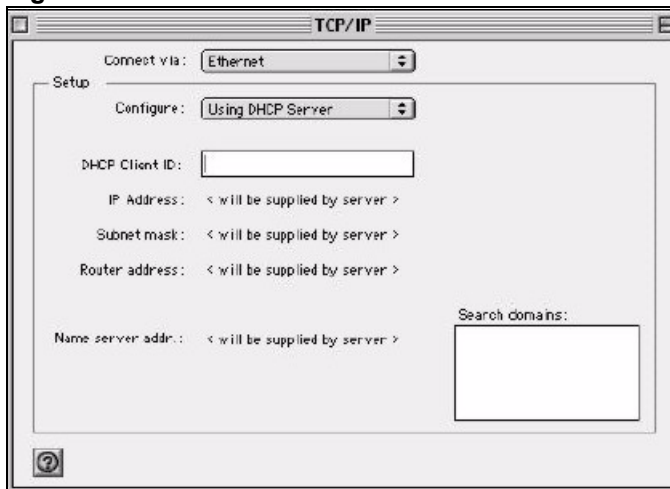 TCP/IP
Connect via: Ethernet
Setup
Configure: Using DHCP Server
DHCP Client ID:
IP Address: < will be supplied by server >
Subnet mask: < will be supplied by server >
Router address: < will be supplied by server >
Search domains:
Name server addr.: < will be supplied by server >